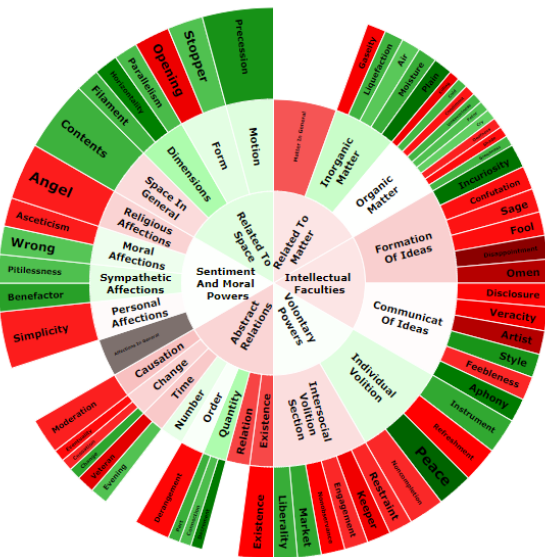 Precession
Stopper
Opening
Parallelism
Horizontality
Filament
Contents
Angel
Asceticism
Wrong
Pitilessness
Benefactor
Simplicity
Moderation
Evening
Derangement
Existence
Liberality
Market
Nonobservance
Engagement
Keeper
Restraint
Noncompletion
Peace
Refreshment
Instrument
Aphony
Feebleness
Style
Artist
Veracity
Disclosure
Omen
Fool
Sage
Confutation
Incuriosity
Plan
Moisture
Air
Liquefaction
Gaseity
Motion
Form
Dimensions
Space In
General
Religious
Affections
Moral
Affections
Sympathetic
Affections
Personal
Affections
Affections In General
Causation
Change
Time
Number
Order
Quantity
Relation
Existence
Intersocial
Volition
Section
Individual
Volition
Communicat
Of Ideas
Formation
Of Ideas
Organic
Matter
Inorganic
Matter
Matter In General
Related To
Space
Related To
Matter
Sentiment
And Moral
Powers
Intellectual
Faculties
Abstract
Relations
Voluntary
Powers